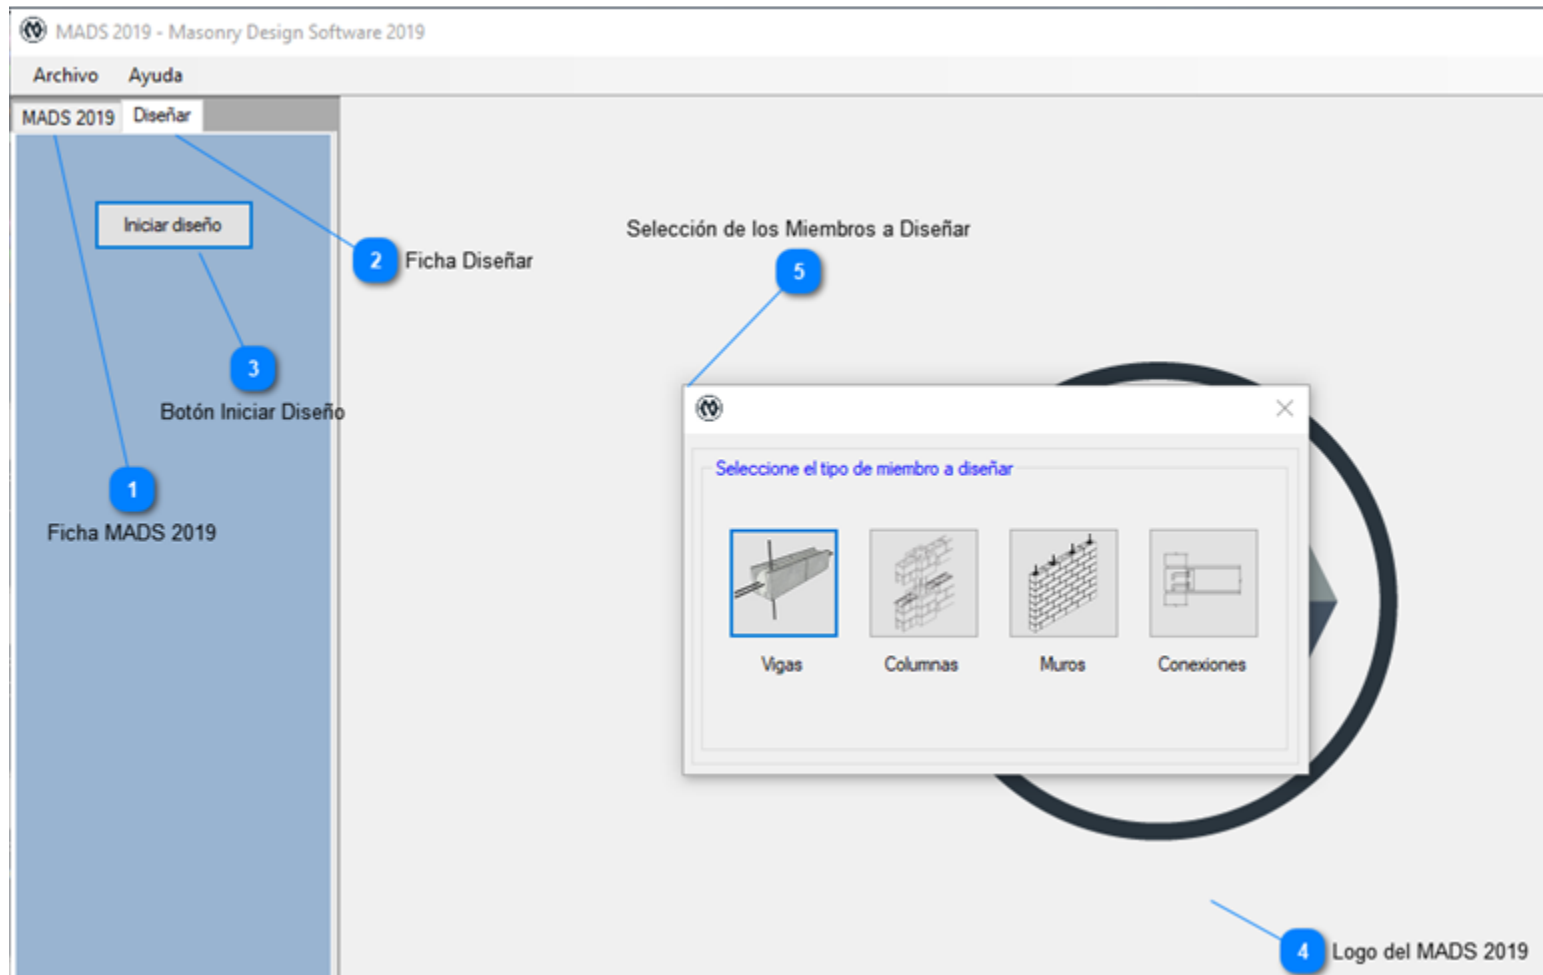 MADS 2019 - Masonry Design Software 2019
Archivo Ayuda
MADS 2019 Diseñar
Iniciar diseño
Selección de los Miembros a Diseñar
5
2 Ficha Diseñar
3
Botón Iniciar Diseño
1
Ficha MADS 2019
Seleccione el tipo de miembro a diseñar
Vigas Columnas Muros Conexiones
4 Logo del MADS 2019